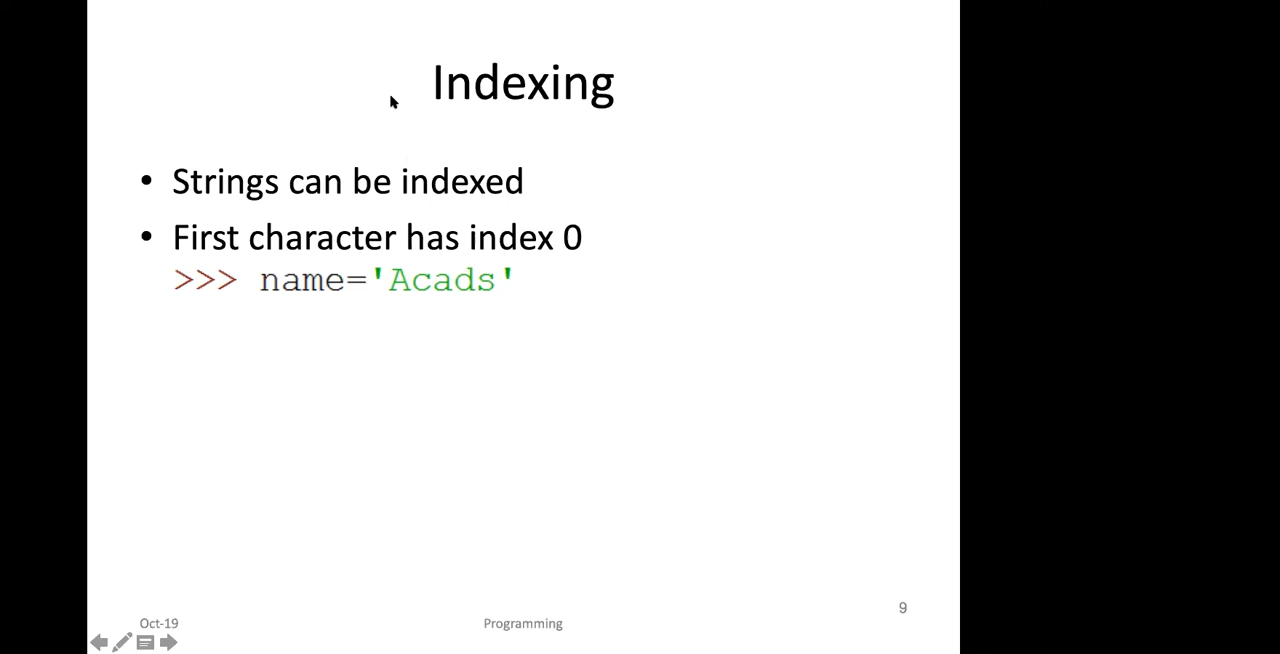 Indexing
• Strings can be indexed
• First character has index 0
>>> name='Acads'
9
Oct-19
Programming